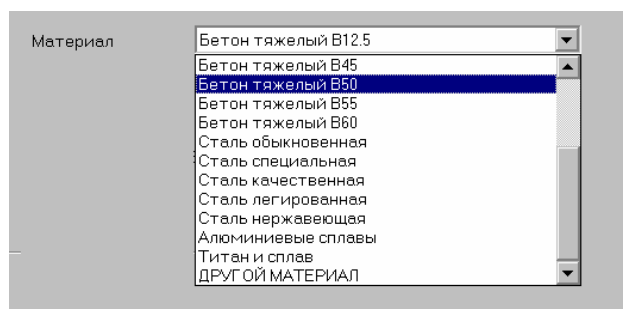 Материал
Бетон тяжелый B12.5
Бетон тяжелый B45
Бетон тяжелый B50
Бетон тяжелый B55
Бетон тяжелый B60
Сталь обыкновенная
Сталь специальная
Сталь качественная
Сталь легированная
Сталь нержавеющая
Алюминиевые сплавы
Титан и сплав
ДРУГОЙ МАТЕРИАЛ